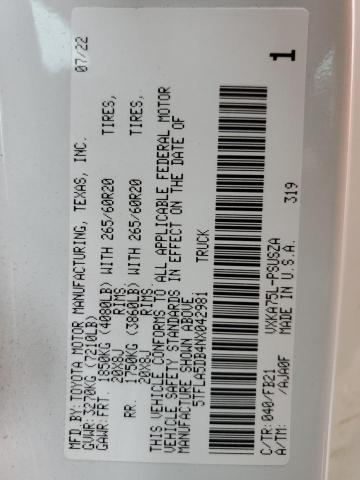 MFD.BY: TOYOTA MOTOR MANUFACTURING, TEXAS, INC. 07/22
GVWR: 3270KG (7210LB)
GAWR: FRT. 1850KG (4080LB) WITH 265/60R20 TIRES,
20X8J RIMS,
RR. 1750KG (3860LB) WITH 265/60R20 TIRES,
20X8J RIMS.
THIS VEHICLE CONFORMS TO ALL APPLICABLE FEDERAL MOTOR
VEHICLE SAFETY STANDARDS IN EFFECT ON THE DATE OF
MANUFACTURE SHOWN ABOVE
5TFLA5DB4NX042981 TRUCK
319 1
C/TR: 040/FB21 VXKA75L-PSUSZA
A/TM: /AJA0F MADE IN U.S.A.